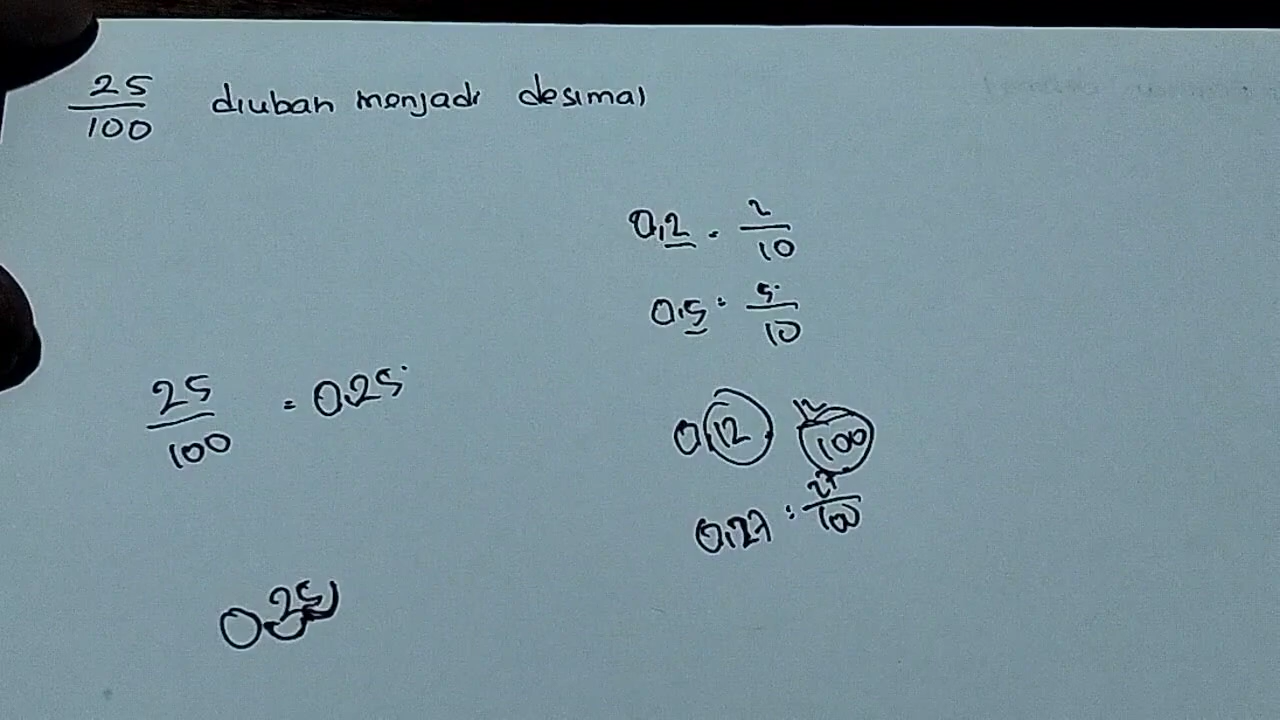 25/100 diubah menjadi desimal
0,2 = 2/10
0,5 = 5/10
25/100 = 0,25
0,12 12/100
0,27 = 27/100
0,25